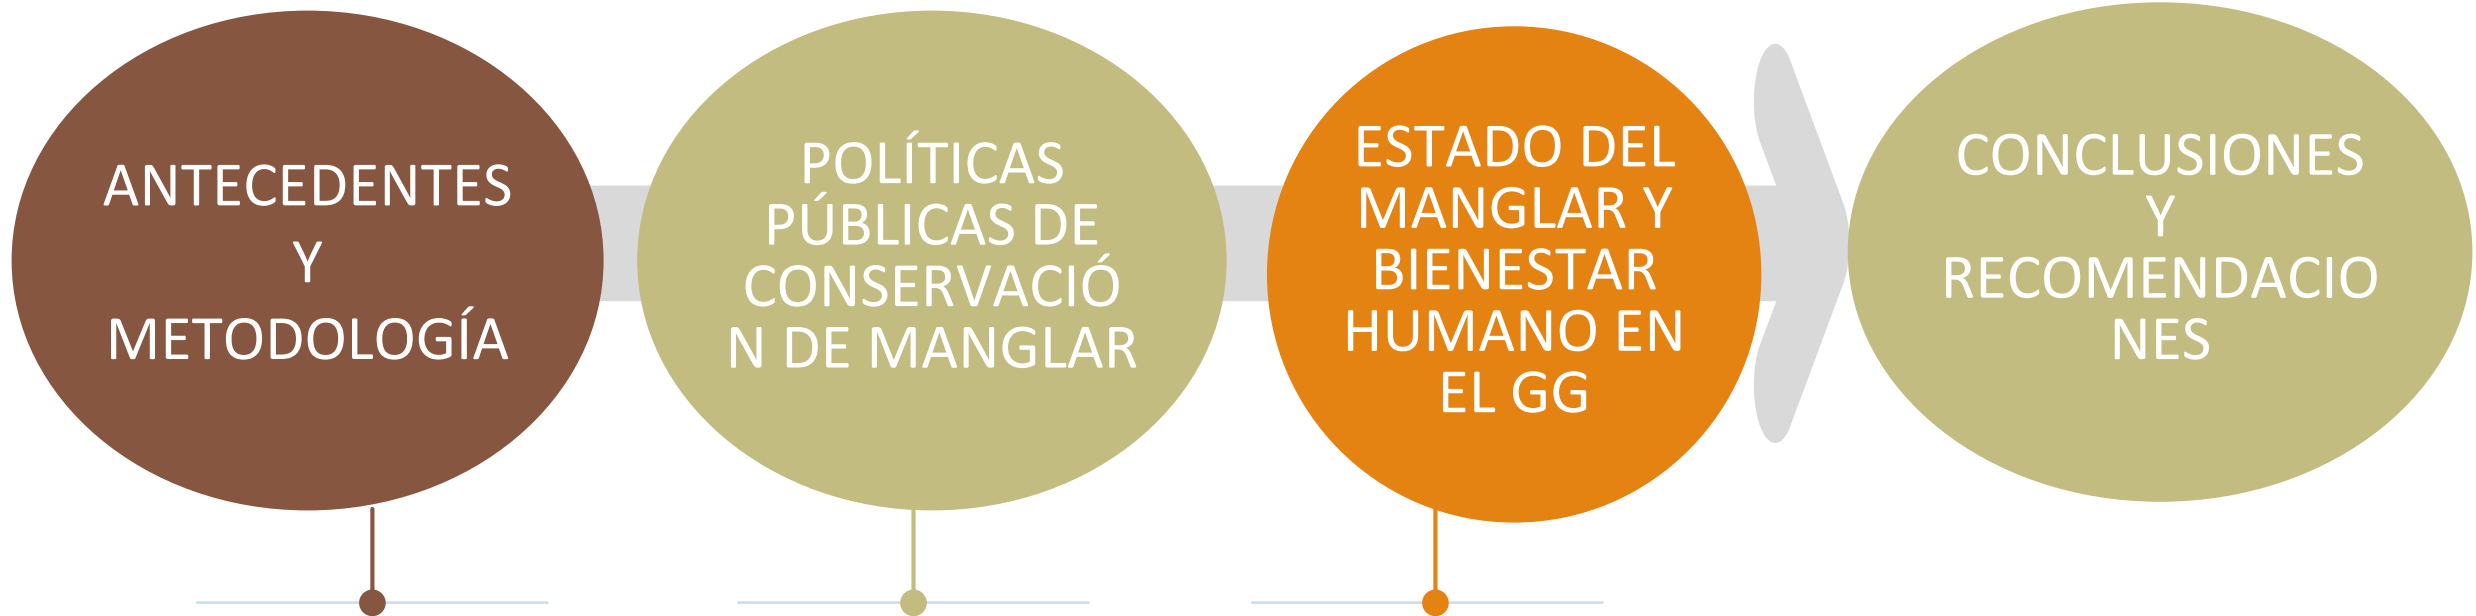 ANTECEDENTES
Y
METODOLOGÍA
POLÍTICAS
PÚBLICAS DE
CONSERVACIÓ
N DE MANGLAR
ESTADO DEL
MANGLAR Y
BIENESTAR
HUMANO EN
EL GG
CONCLUSIONES
Y
RECOMENDACIO
NES